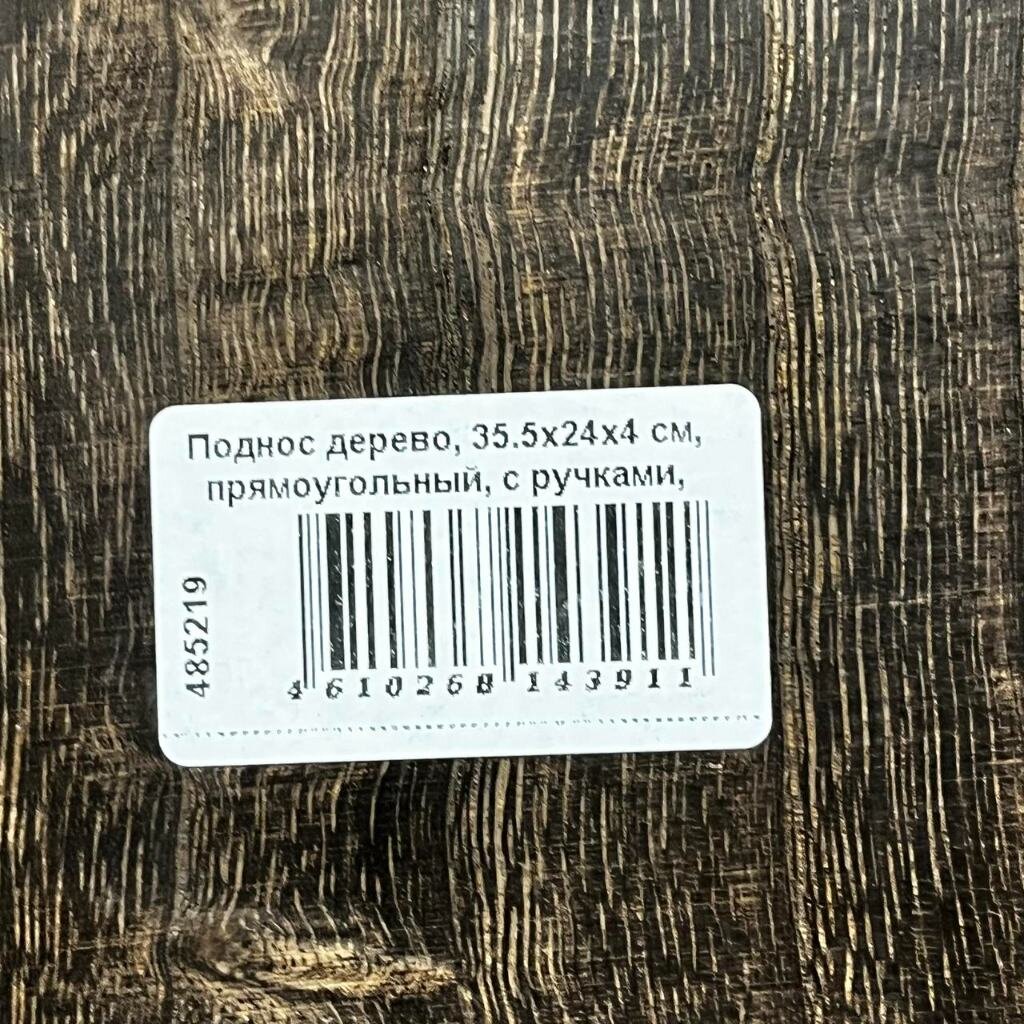 Поднос дерево, 35.5х24х4 см,
прямоугольный, с ручками,
485219
4 610268 143911